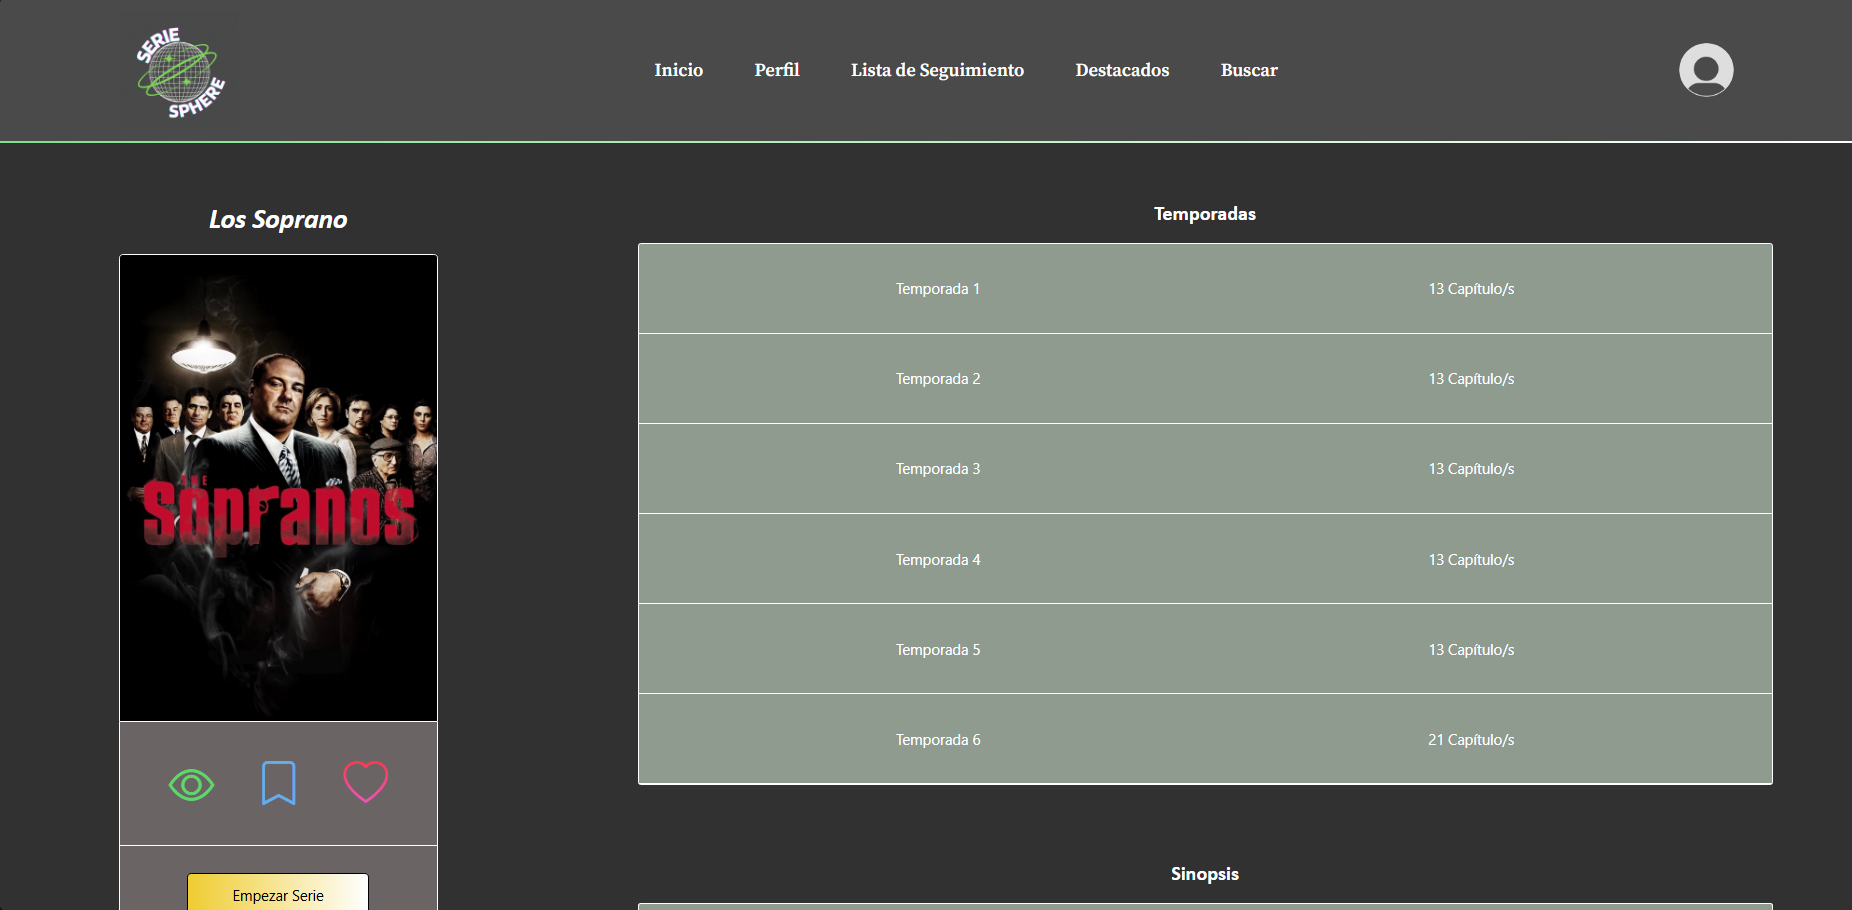 SERIE
SPHERE
Inicio Perfil Lista de Seguimiento Destacados Buscar
Los Soprano
THE
Sopranos
Temporadas
Temporada 1 13 Capítulo/s
Temporada 2 13 Capítulo/s
Temporada 3 13 Capítulo/s
Temporada 4 13 Capítulo/s
Temporada 5 13 Capítulo/s
Temporada 6 21 Capítulo/s
Empezar Serie
Sinopsis